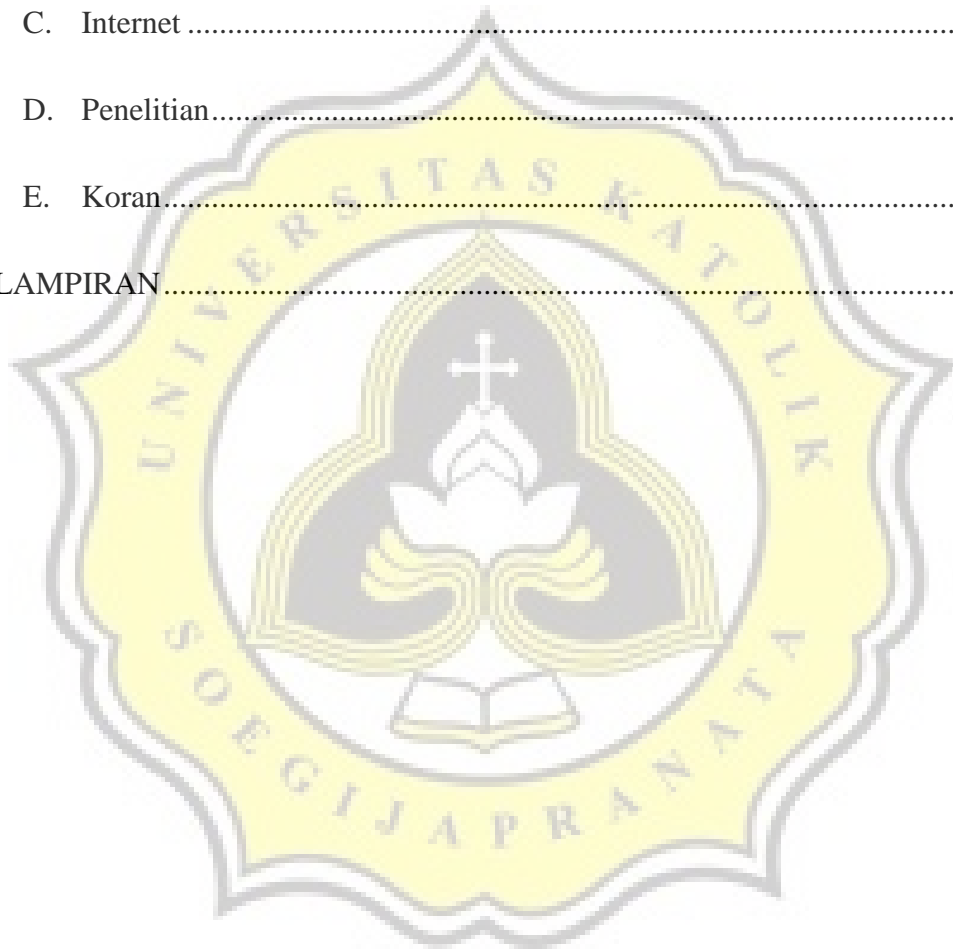 C. Internet ........................................................................................................
D. Penelitian ........................................................................................................
E. Koran ........................................................................................................
LAMPIRAN ........................................................................................................
UNIVERSITAS KATOLIK
SOEGIJAPRANATA